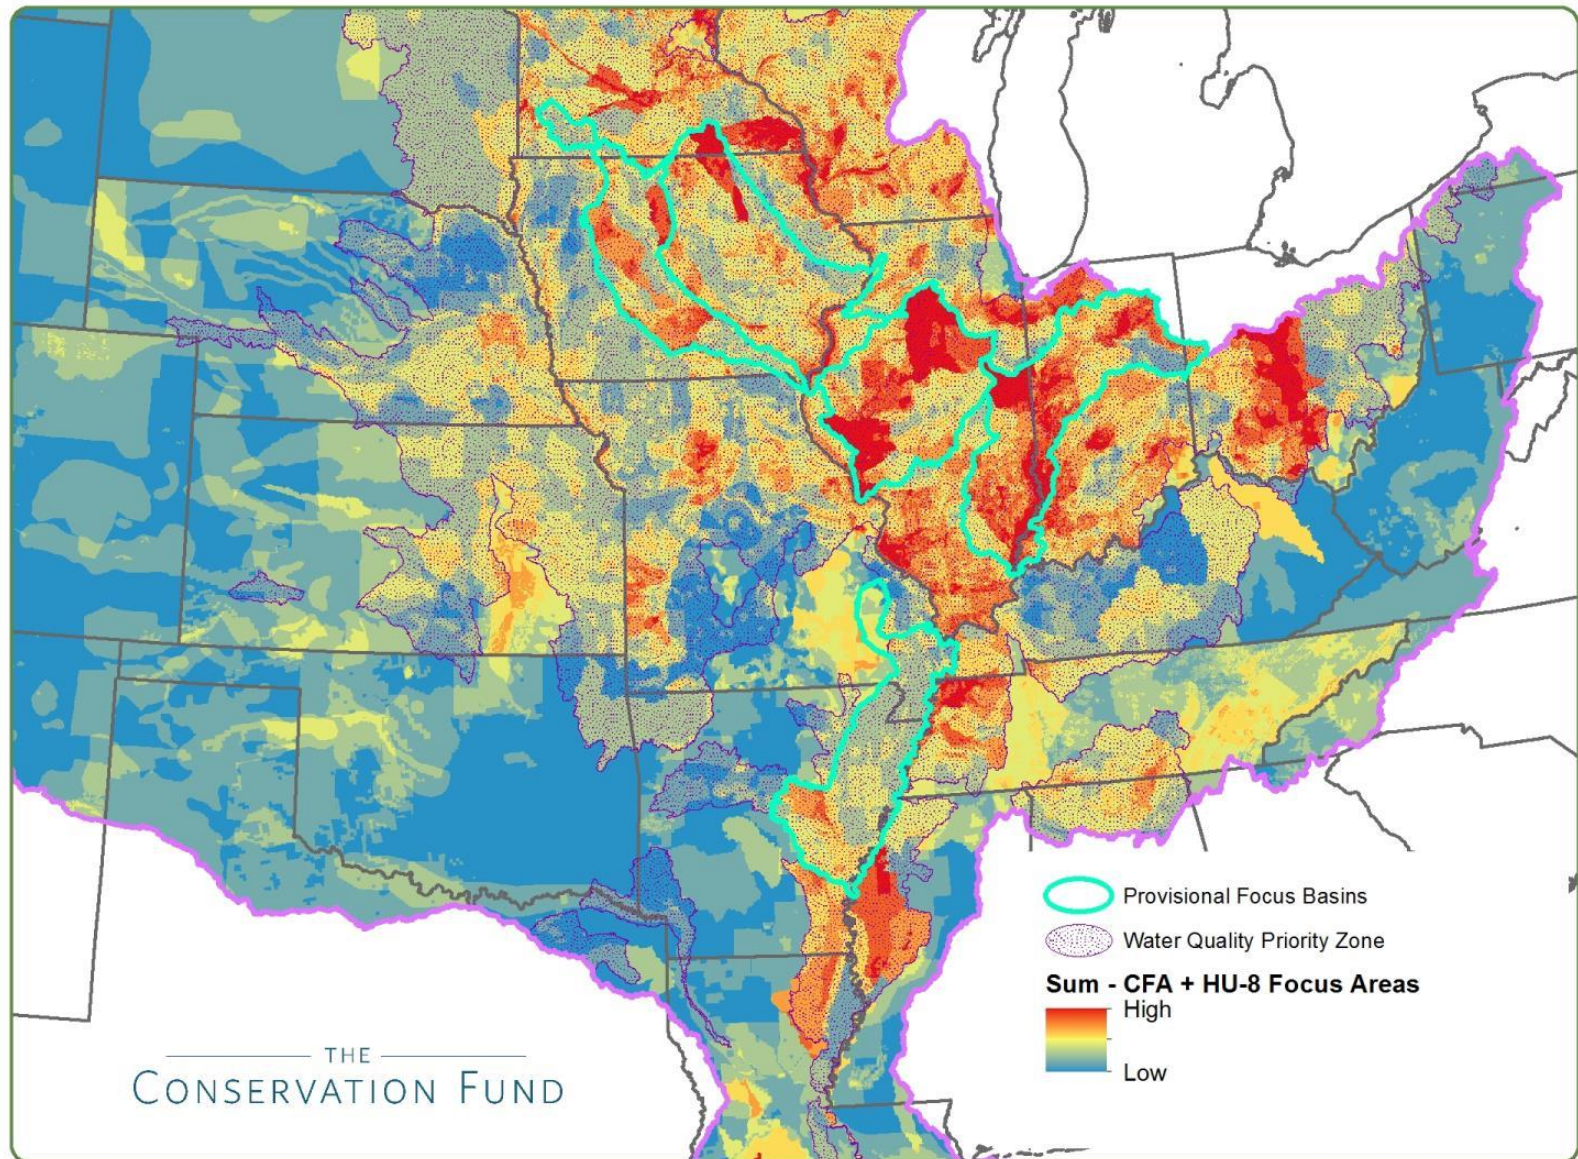 Provisional Focus Basins
Water Quality Priority Zone
Sum - CFA + HU-8 Focus Areas
High
Low
THE
CONSERVATION FUND